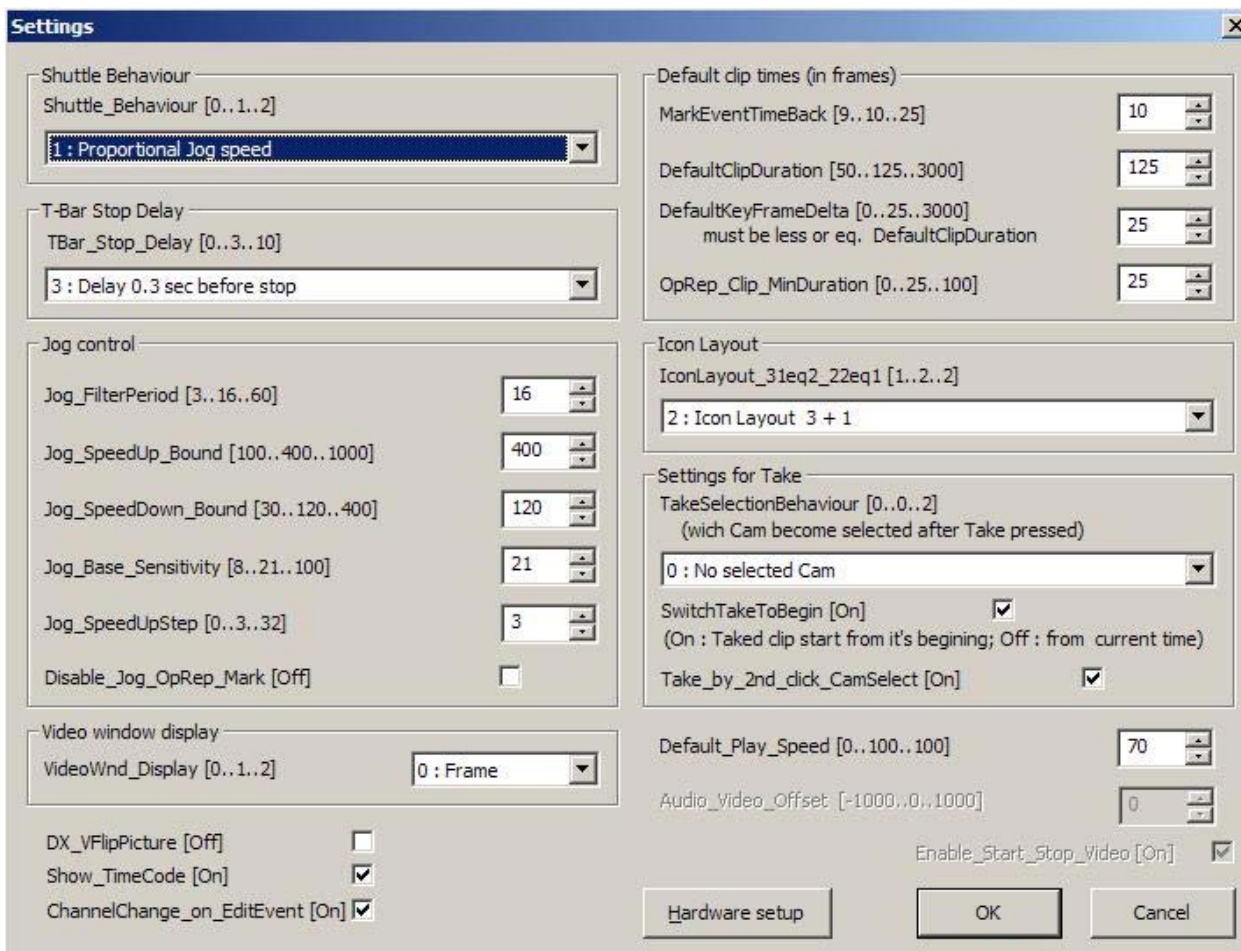 Settings
Shuttle Behaviour
Shuttle_Behaviour [0..1..2]
1 : Proportional Jog speed
T-Bar Stop Delay
TBar_Stop_Delay [0..3..10]
3 : Delay 0.3 sec before stop
Jog control
Jog_FilterPeriod [3..16..60] 16
Jog_SpeedUp_Bound [100..400..1000] 400
Jog_SpeedDown_Bound [30..120..400] 120
Jog_Base_Sensitivity [8..21..100] 21
Jog_SpeedUpStep [0..3..32] 3
Disable_Jog_OpRep_Mark [Off]
Video window display
VideoWnd_Display [0..1..2] 0 : Frame
DX_VFlipPicture [Off]
Show_TimeCode [On]
ChannelChange_on_EditEvent [On]
Default clip times (in frames)
MarkEventTimeBack [9..10..25] 10
DefaultClipDuration [50..125..3000] 125
DefaultKeyFrameDelta [0..25..3000] 25
must be less or eq. DefaultClipDuration
OpRep_Clip_MinDuration [0..25..100] 25
Icon Layout
IconLayout_31eq2_22eq1 [1..2..2]
2 : Icon Layout 3 + 1
Settings for Take
TakeSelectionBehaviour [0..0..2]
(wich Cam become selected after Take pressed)
0 : No selected Cam
SwitchTakeToBegin [On]
(On : Taked clip start from it's begining; Off : from current time)
Take_by_2nd_click_CamSelect [On]
Default_Play_Speed [0..100..100] 70
Audio_Video_Offset [-1000..0..1000] 0
Enable_Start_Stop_Video [On]
Hardware setup OK Cancel